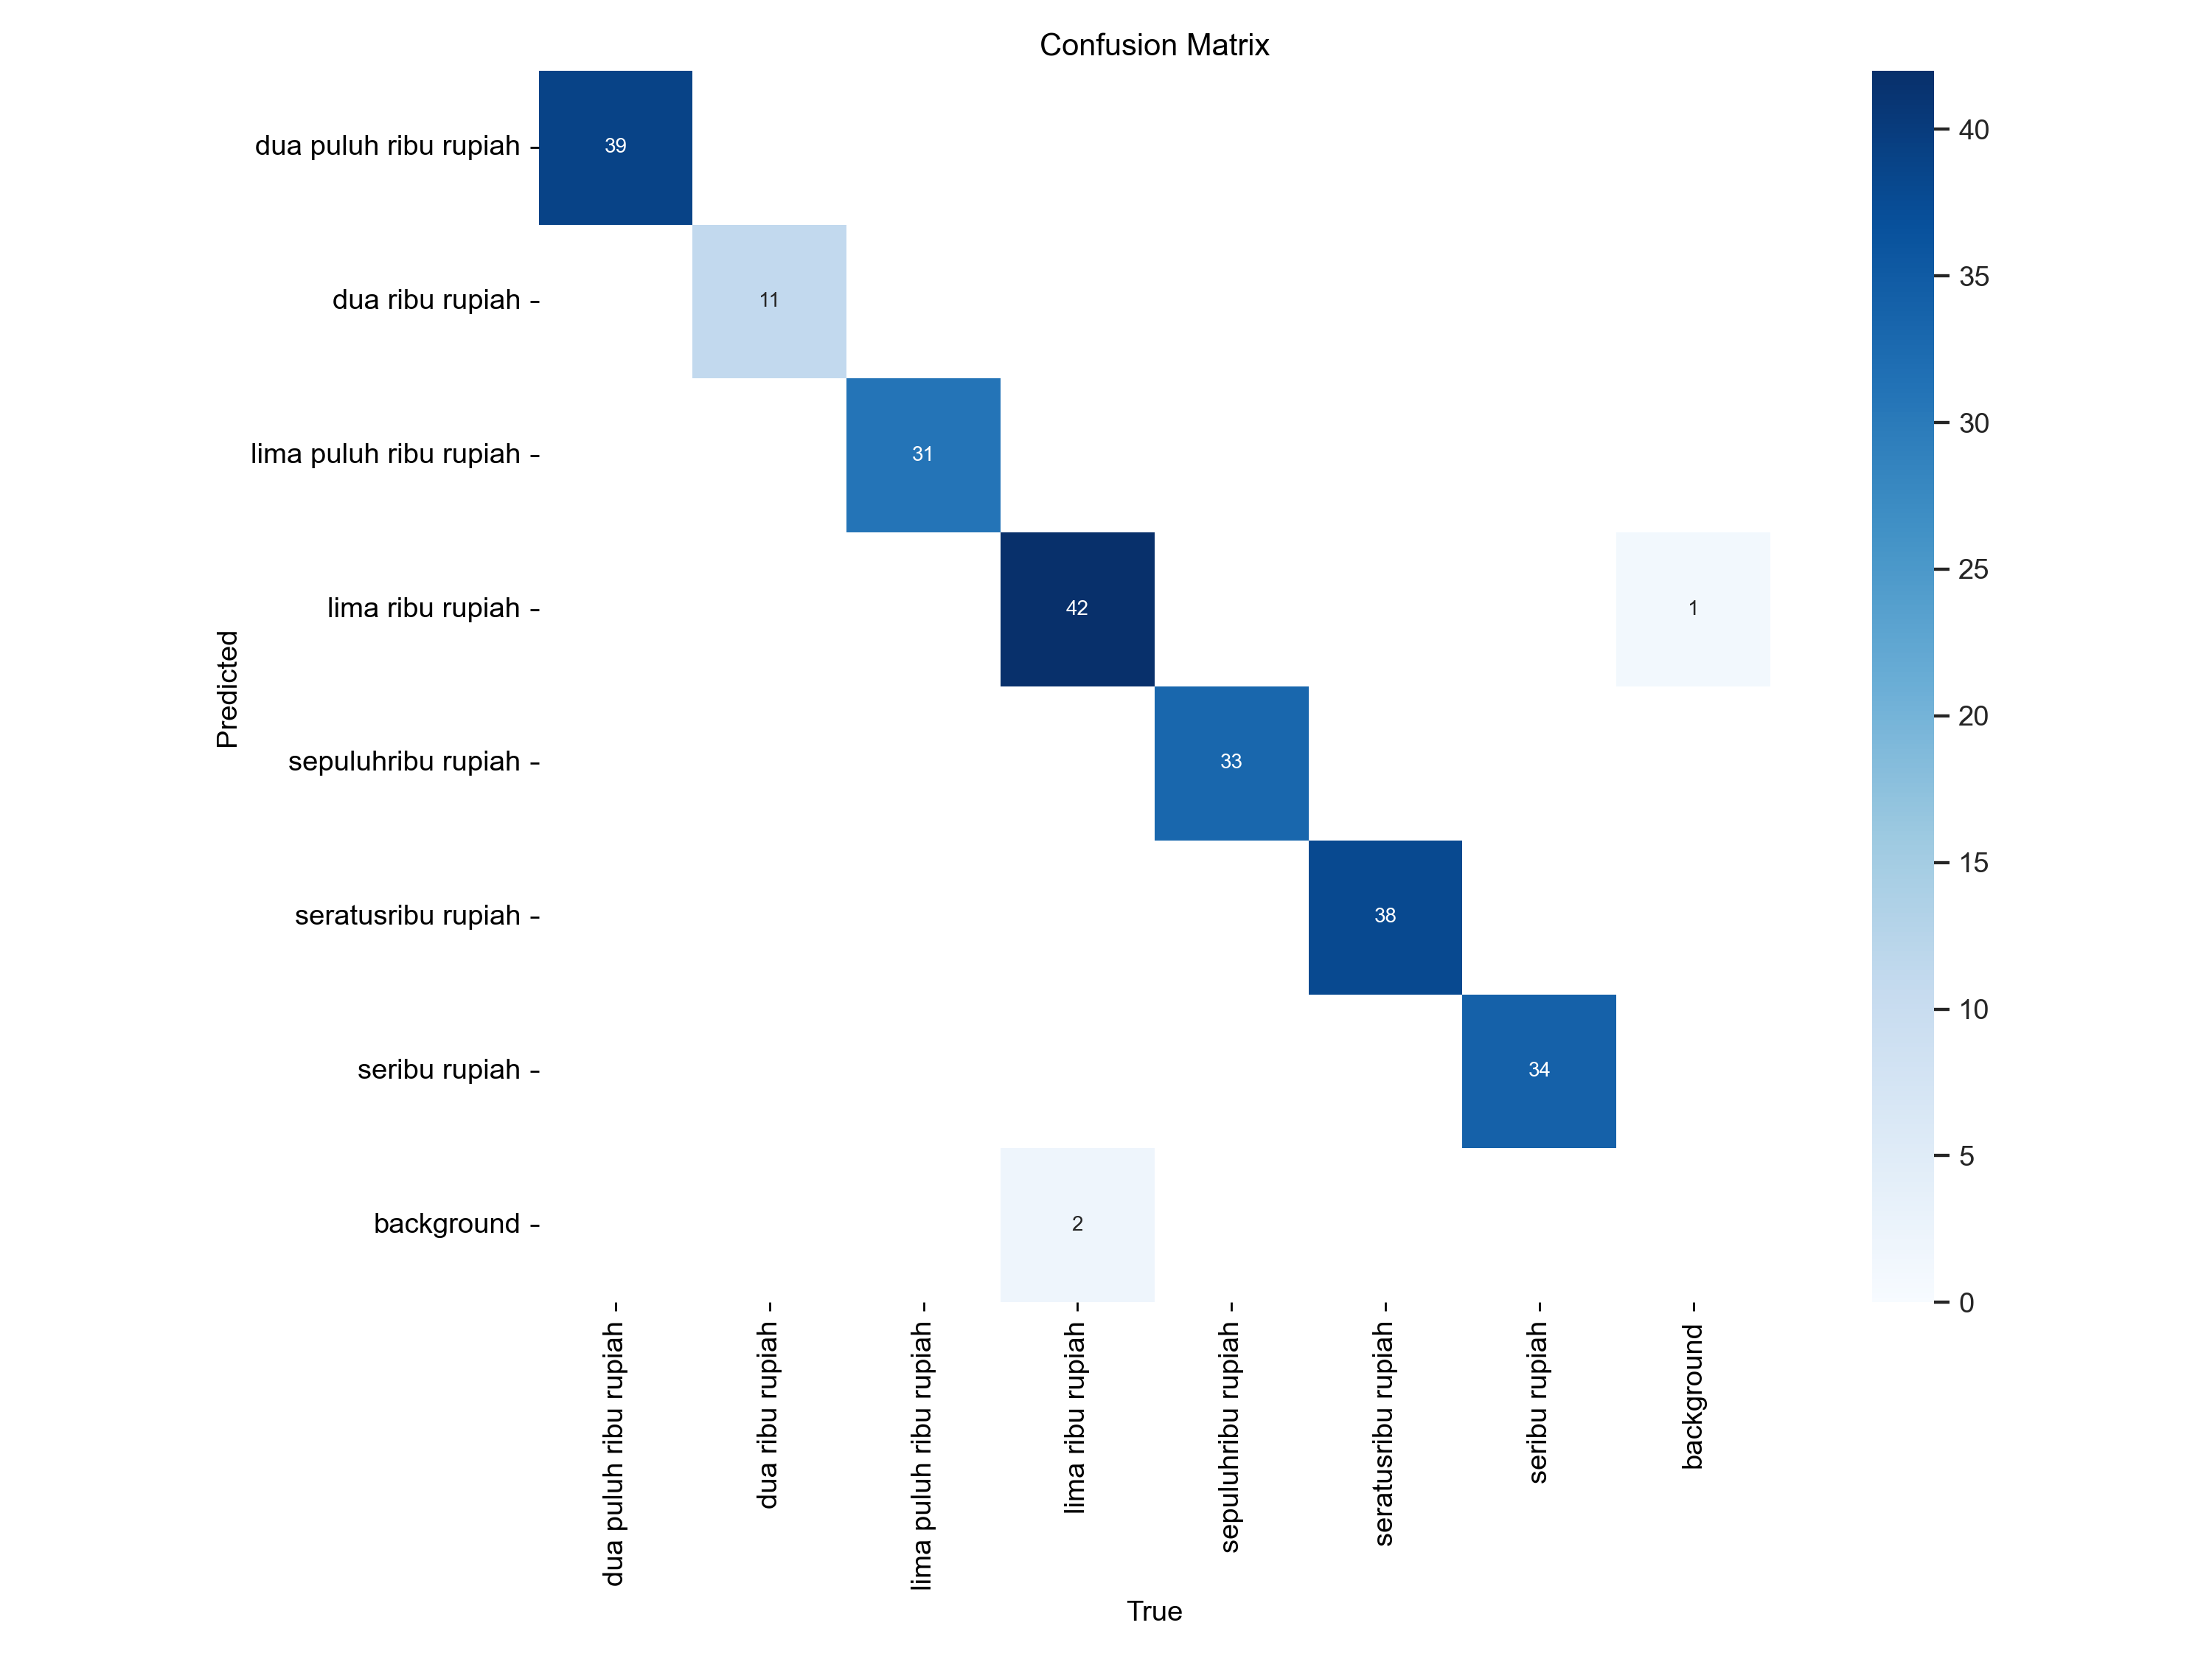 Confusion Matrix
dua puluh ribu rupiah
39
40
dua ribu rupiah
11
35
lima puluh ribu rupiah
31
30
lima ribu rupiah
42
1
25
Predicted
20
sepuluhribu rupiah
33
seratusribu rupiah
38
15
10
seribu rupiah
34
5
background
2
0
dua puluh ribu rupiah
dua ribu rupiah
lima puluh ribu rupiah
lima ribu rupiah
sepuluhribu rupiah
seratusribu rupiah
seribu rupiah
background
True